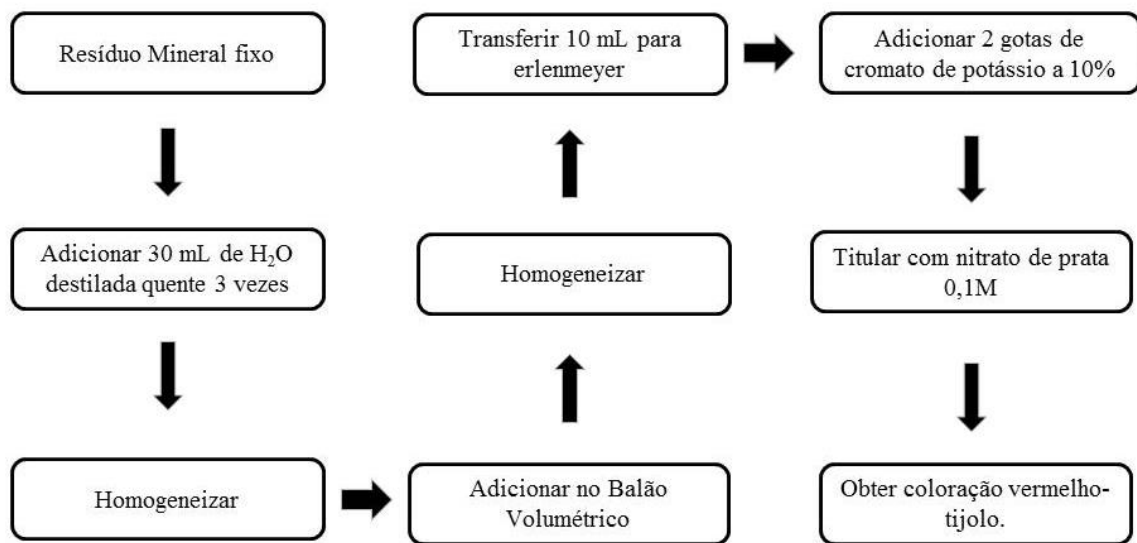 Resíduo Mineral fixo
Adicionar 30 mL de H₂O
destilada quente 3 vezes
Homogeneizar
Adicionar no Balão
Volumétrico
Homogeneizar
Transferir 10 mL para
erlenmeyer
Adicionar 2 gotas de
cromato de potássio a 10%
Titular com nitrato de prata
0,1M
Obter coloração vermelho-
tijolo.